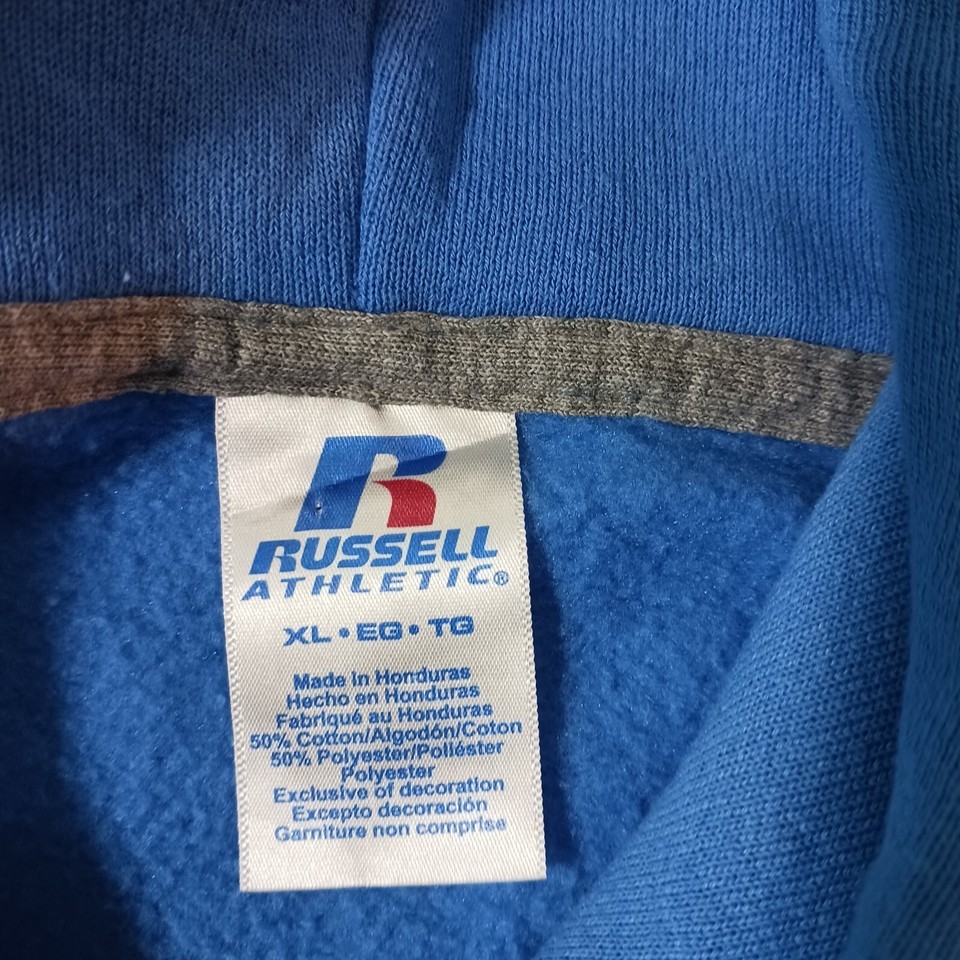 R
RUSSELL
ATHLETIC®
XL • EG • TG
Made in Honduras
Hecho en Honduras
Fabriqué au Honduras
50% Cotton/Algodón/Coton
50% Polyester/Poliéster
Polyester
Exclusive of decoration
Excepto decoración
Garniture non comprise